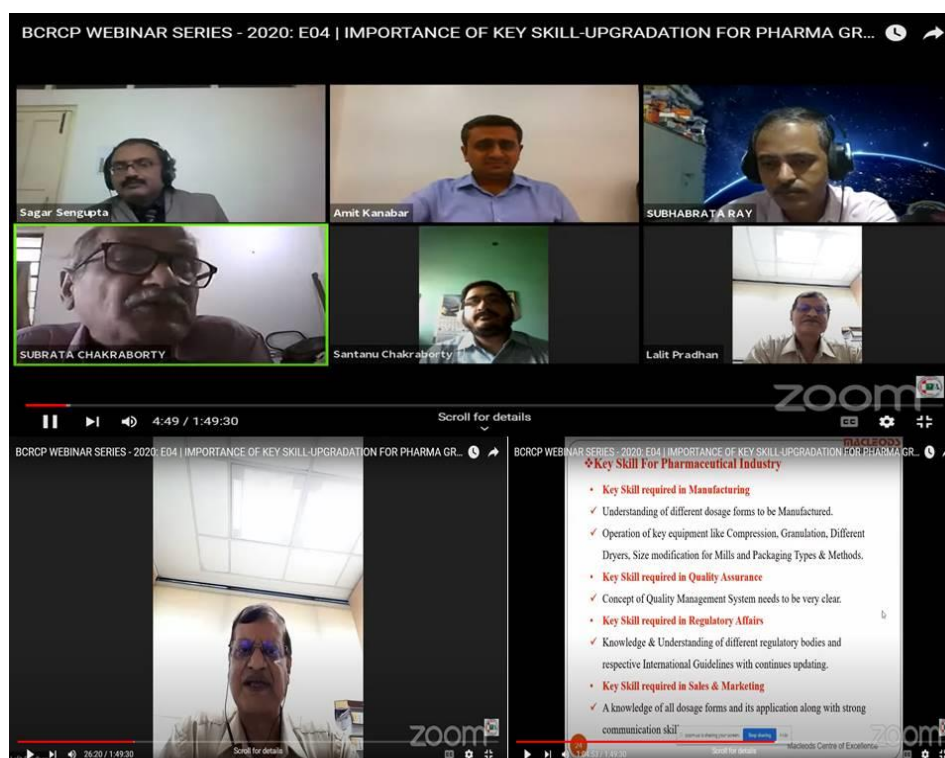 BCRCP WEBINAR SERIES - 2020: E04 | IMPORTANCE OF KEY SKILL-UPGRADATION FOR PHARMA GR...
Sagar Sengupta
Amit Kanabar
SUBHABRATA RAY
SUBRATA CHAKRABORTY
Santanu Chakraborty
Lalit Pradhan
zoom
4:49 / 1:49:30
Scroll for details
CC
BCRCP WEBINAR SERIES - 2020: E04 | IMPORTANCE OF KEY SKILL-UPGRADATION FOR PHARMA GR...
zoom
26:20 / 1:49:30
Scroll for details
MACLEODS
BCRCP WEBINAR SERIES - 2020: E04 | IMPORTANCE OF KEY SKILL-UPGRADATION FOR PHARMA GR...
❖Key Skill For Pharmaceutical Industry
• Key Skill required in Manufacturing
✓ Understanding of different dosage forms to be Manufactured.
✓ Operation of key equipment like Compression, Granulation, Different
Dryers, Size modification for Mills and Packaging Types & Methods.
• Key Skill required in Quality Assurance
✓ Concept of Quality Management System needs to be very clear.
• Key Skill required in Regulatory Affairs
✓ Knowledge & Understanding of different regulatory bodies and
respective International Guidelines with continues updating.
• Key Skill required in Sales & Marketing
✓ A knowledge of all dosage forms and its application along with strong
communication skil
Stop sharing
zoom
24
/ 1:49:30
Scroll for details
Macleods Centre of Excellence